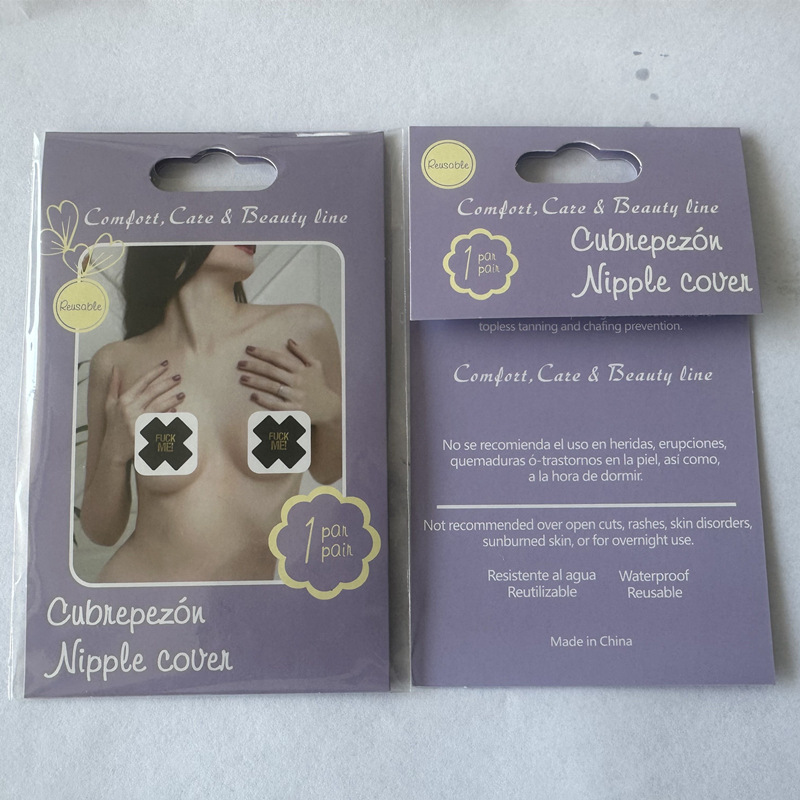 Comfort, Care & Beauty line
Reusable
FUCK
ME!
FUCK
ME!
1 par
pair
Cubrepezón
Nipple cover
Reusable
Comfort, Care & Beauty line
1 par
pair
Cubrepezón
Nipple cover
topless tanning and chafing prevention.
Comfort, Care & Beauty line
No se recomienda el uso en heridas, erupciones,
quemaduras ó-trastornos en la piel, asi como,
a la hora de dormir.
Not recommended over open cuts, rashes, skin disorders,
sunburned skin, or for overnight use.
Resistente al agua
Reutilizable
Waterproof
Reusable
Made in China